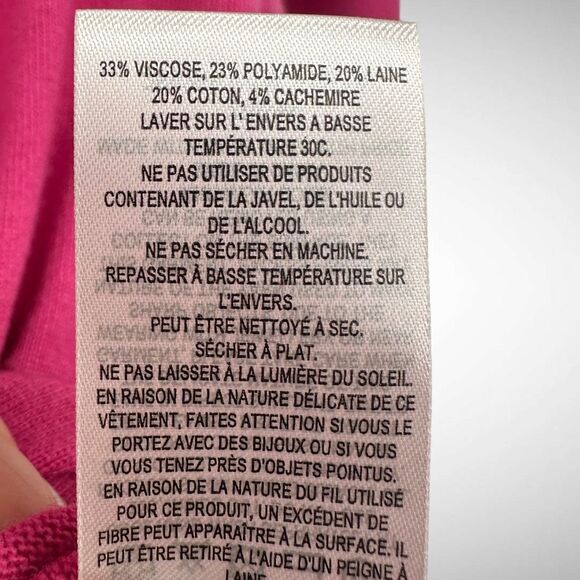 33% VISCOSE, 23% POLYAMIDE, 20% LAINE
20% COTON, 4% CACHEMIRE
LAVER SUR L' ENVERS A BASSE
TEMPÉRATURE 30C.
NE PAS UTILISER DE PRODUITS
CONTENANT DE LA JAVEL, DE L'HUILE OU
DE L'ALCOOL.
NE PAS SÉCHER EN MACHINE.
REPASSER À BASSE TEMPÉRATURE SUR
L'ENVERS.
PEUT ÊTRE NETTOYÉ À SEC.
SÉCHER À PLAT.
NE PAS LAISSER À LA LUMIÈRE DU SOLEIL.
EN RAISON DE LA NATURE DÉLICATE DE CE
VÊTEMENT, FAITES ATTENTION SI VOUS LE
PORTEZ AVEC DES BIJOUX OU SI VOUS
VOUS TENEZ PRÈS D'OBJETS POINTUS.
EN RAISON DE LA NATURE DU FIL UTILISÉ
POUR CE PRODUIT, UN EXCÉDENT DE
FIBRE PEUT APPARAÎTRE À LA SURFACE. IL
PEUT ÊTRE RETIRÉ À L'AIDE D'UN PEIGNE À
LAINE